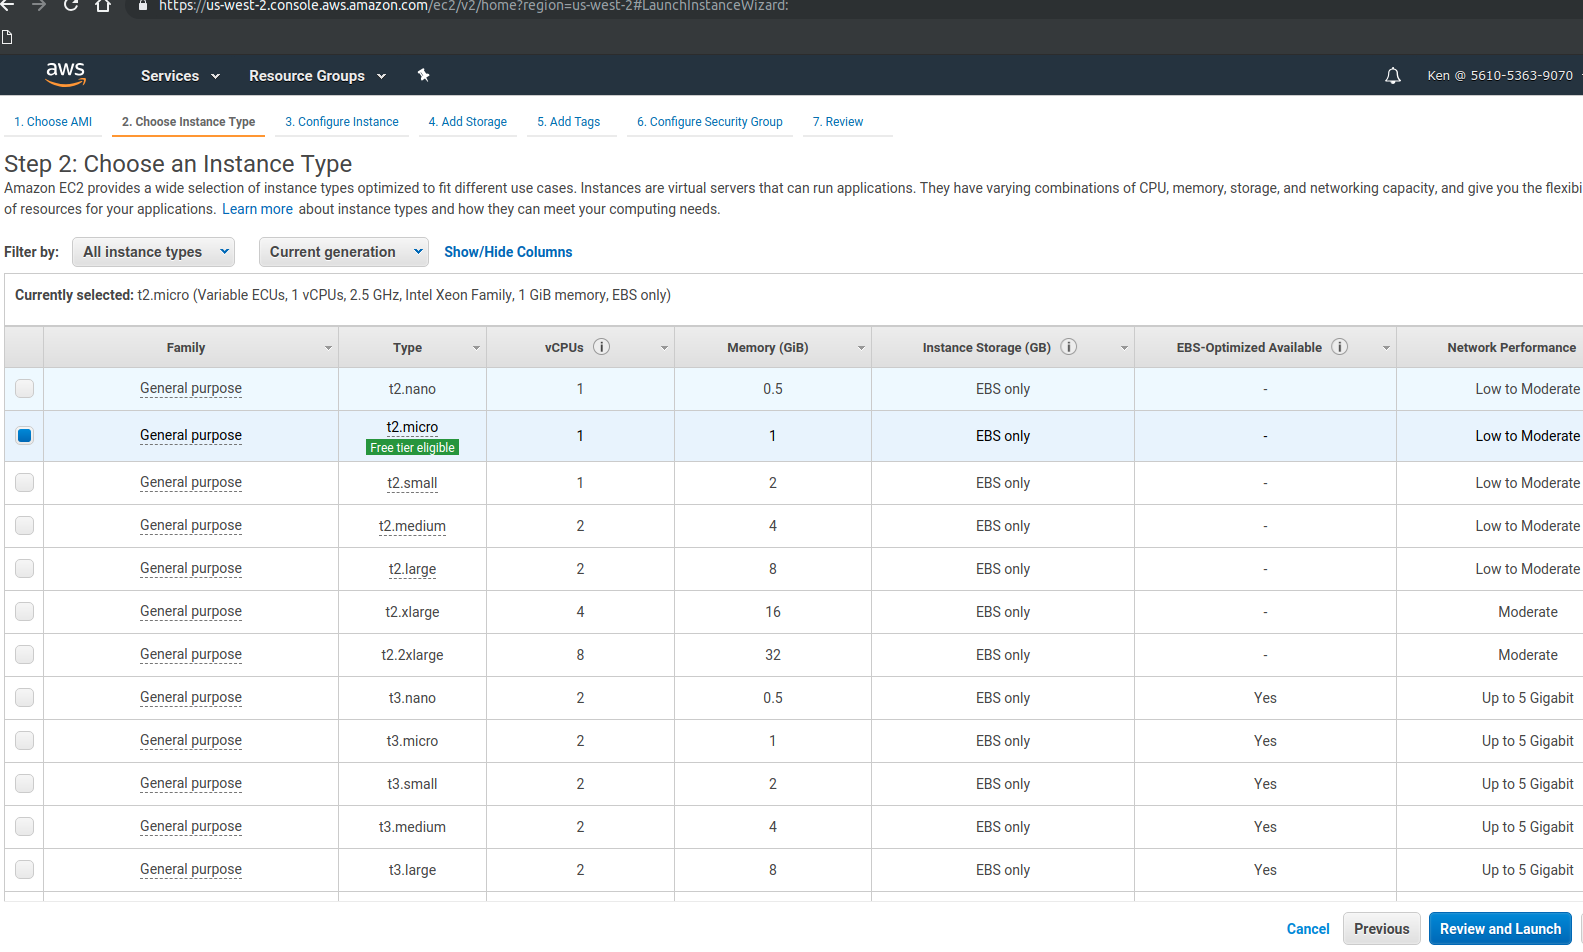 https://us-west-2.console.aws.amazon.com/ec2/v2/home?region=us-west-2#LaunchInstanceWizard:
aws Services Resource Groups Ken @ 5610-5363-9070
1. Choose AMI 2. Choose Instance Type 3. Configure Instance 4. Add Storage 5. Add Tags 6. Configure Security Group 7. Review
Step 2: Choose an Instance Type
Amazon EC2 provides a wide selection of instance types optimized to fit different use cases. Instances are virtual servers that can run applications. They have varying combinations of CPU, memory, storage, and networking capacity, and give you the flexibi
of resources for your applications. Learn more about instance types and how they can meet your computing needs.
Filter by: All instance types Current generation Show/Hide Columns
Currently selected: t2.micro (Variable ECUs, 1 vCPUs, 2.5 GHz, Intel Xeon Family, 1 GiB memory, EBS only)
Family Type vCPUs i Memory (GiB) Instance Storage (GB) i EBS-Optimized Available i Network Performance
General purpose t2.nano 1 0.5 EBS only - Low to Moderate
General purpose t2.micro 1 1 EBS only - Low to Moderate
Free tier eligible
General purpose t2.small 1 2 EBS only - Low to Moderate
General purpose t2.medium 2 4 EBS only - Low to Moderate
General purpose t2.large 2 8 EBS only - Low to Moderate
General purpose t2.xlarge 4 16 EBS only - Moderate
General purpose t2.2xlarge 8 32 EBS only - Moderate
General purpose t3.nano 2 0.5 EBS only Yes Up to 5 Gigabit
General purpose t3.micro 2 1 EBS only Yes Up to 5 Gigabit
General purpose t3.small 2 2 EBS only Yes Up to 5 Gigabit
General purpose t3.medium 2 4 EBS only Yes Up to 5 Gigabit
General purpose t3.large 2 8 EBS only Yes Up to 5 Gigabit
Cancel Previous Review and Launch